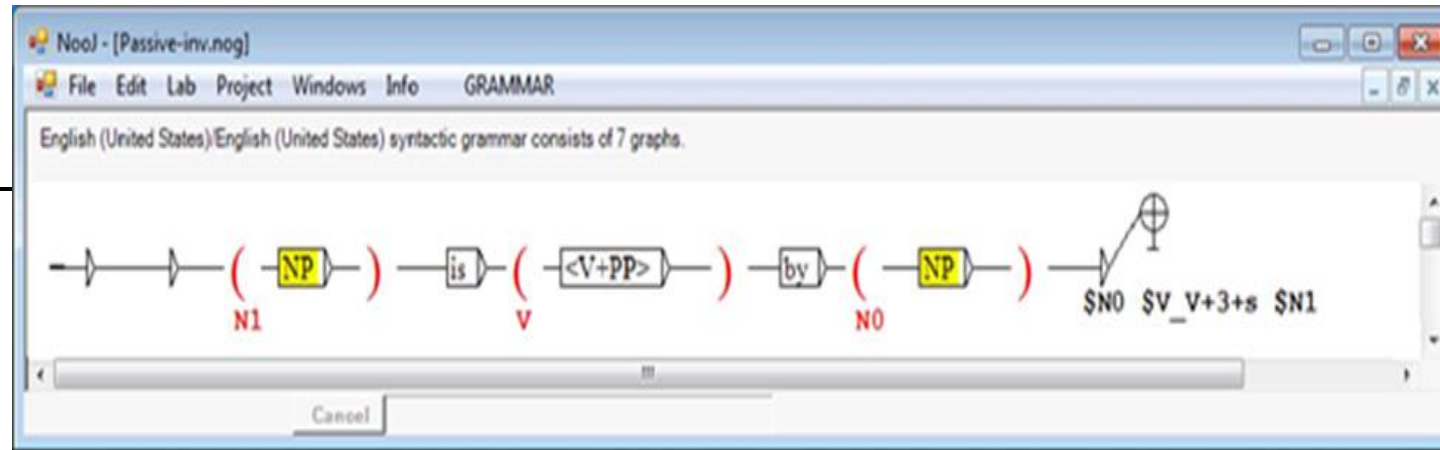 NooJ - [Passive-inv.nog]
File Edit Lab Project Windows Info GRAMMAR
English (United States)/English (United States) syntactic grammar consists of 7 graphs.
( NP ) is ( <V+PP> ) by ( NP )
N1 V N0 $N0 $V_V+3+s $N1
Cancel